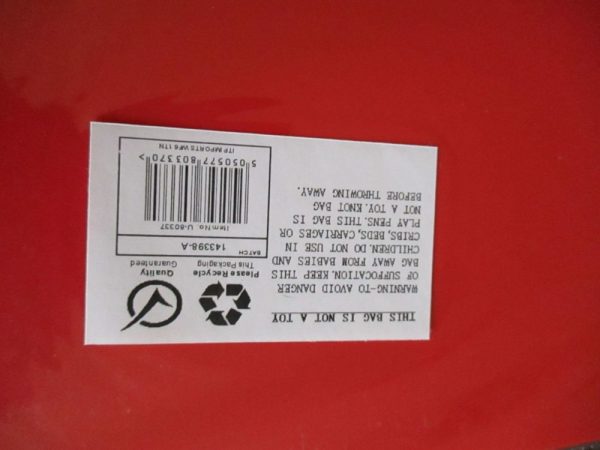 THIS BAG IS NOT A TOY
WARNING-TO AVOID DANGER
OF SUFFOCATION.KEEP THIS
BAG AWAY FROM BABIES AND
CHILDREN.DO NOT USE IN
CRIBS, BEDS, CARRIAGES OR
PLAY PENS.THIS BAG IS
NOT A TOY.KNOT BAG
BEFORE THROWING AWAY.
Please Recycle
This Packaging
Quality
Guaranteed
BATCH
143398-A
Item No. U-80337
5 050577 803370 >
ITP IMPORTS WF6 1TN